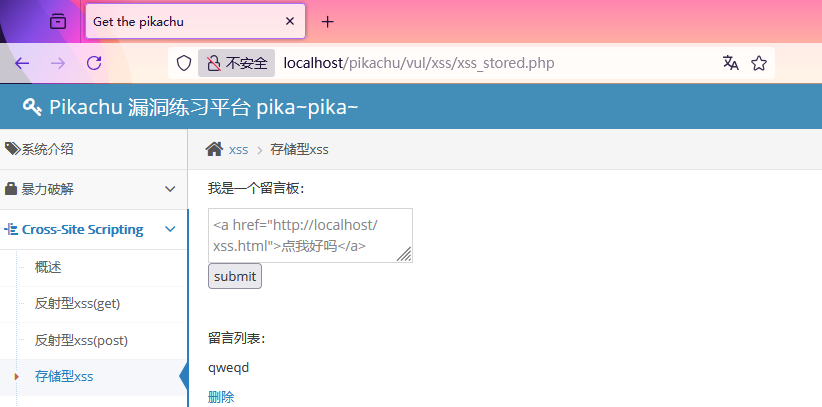 Get the pikachu
不安全
localhost/pikachu/vul/xss/xss_stored.php
Pikachu 漏洞练习平台 pika~pika~
系统介绍
xss > 存储型xss
暴力破解
我是一个留言板：
Cross-Site Scripting
<a href="http://localhost/
xss.html">点我好吗</a>
概述
submit
反射型xss(get)
反射型xss(post)
留言列表：
qweqd
存储型xss
删除